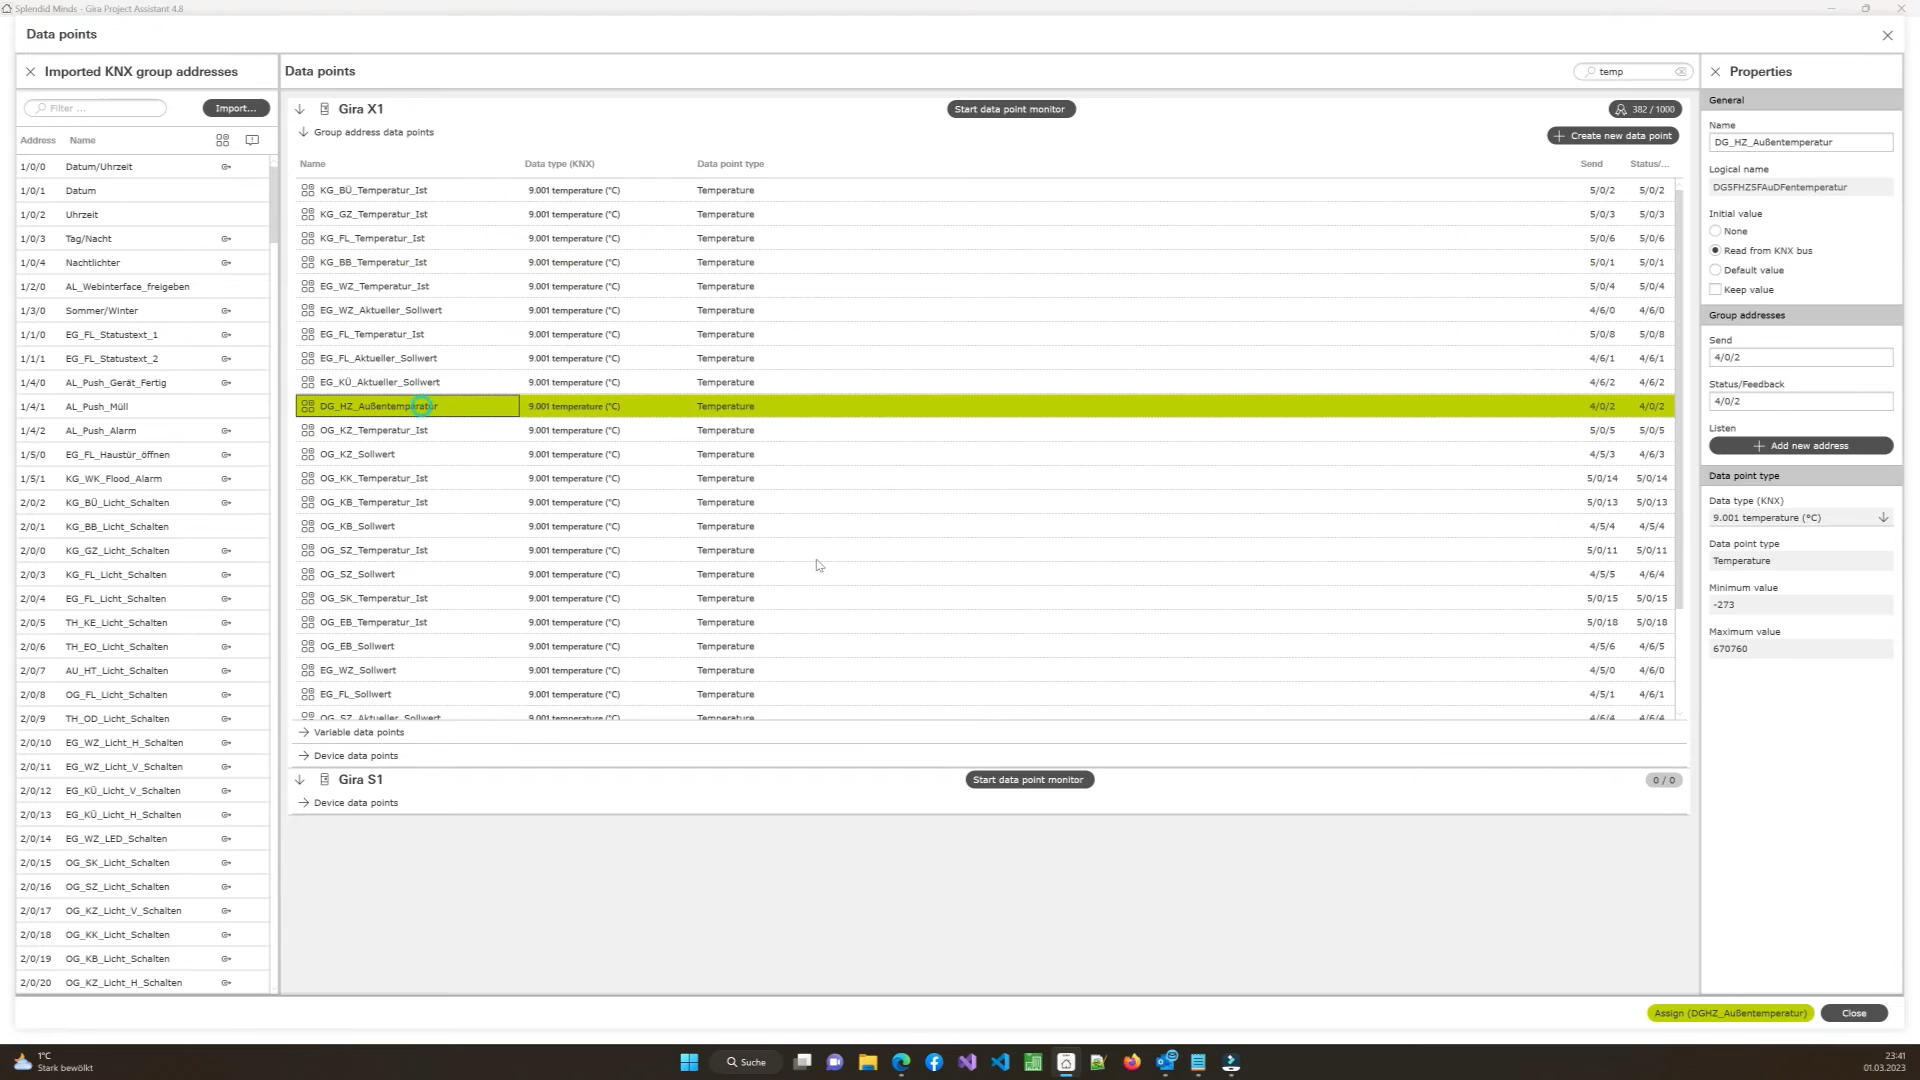 Splendid Minds - Gira Project Assistant 4.8
Data points
Imported KNX group addresses
Filter ...
Import...
Address Name
1/0/0 Datum/Uhrzeit
1/0/1 Datum
1/0/2 Uhrzeit
1/0/3 Tag/Nacht
1/0/4 Nachtlichter
1/2/0 AL_Webinterface_freigeben
1/3/0 Sommer/Winter
1/1/0 EG_FL_Statustext_1
1/1/1 EG_FL_Statustext_2
1/4/0 AL_Push_Gerät_Fertig
1/4/1 AL_Push_Müll
1/4/2 AL_Push_Alarm
1/5/0 EG_FL_Haustür_öffnen
1/5/1 KG_WK_Flood_Alarm
2/0/2 KG_BÜ_Licht_Schalten
2/0/1 KG_BB_Licht_Schalten
2/0/0 KG_GZ_Licht_Schalten
2/0/3 KG_FL_Licht_Schalten
2/0/4 EG_FL_Licht_Schalten
2/0/5 TH_KE_Licht_Schalten
2/0/6 TH_EO_Licht_Schalten
2/0/7 AU_HT_Licht_Schalten
2/0/8 OG_FL_Licht_Schalten
2/0/9 TH_OD_Licht_Schalten
2/0/10 EG_WZ_Licht_H_Schalten
2/0/11 EG_WZ_Licht_V_Schalten
2/0/12 EG_KÜ_Licht_V_Schalten
2/0/13 EG_KÜ_Licht_H_Schalten
2/0/14 EG_WZ_LED_Schalten
2/0/15 OG_SK_Licht_Schalten
2/0/16 OG_SZ_Licht_Schalten
2/0/17 OG_KZ_Licht_V_Schalten
2/0/18 OG_KK_Licht_Schalten
2/0/19 OG_KB_Licht_Schalten
2/0/20 OG_KZ_Licht_H_Schalten
Data points
temp
Gira X1
Start data point monitor
382 / 1000
Group address data points
Create new data point
Name Data type (KNX) Data point type Send Status/...
KG_BÜ_Temperatur_Ist 9.001 temperature (°C) Temperature 5/0/2 5/0/2
KG_GZ_Temperatur_Ist 9.001 temperature (°C) Temperature 5/0/3 5/0/3
KG_FL_Temperatur_Ist 9.001 temperature (°C) Temperature 5/0/6 5/0/6
KG_BB_Temperatur_Ist 9.001 temperature (°C) Temperature 5/0/1 5/0/1
EG_WZ_Temperatur_Ist 9.001 temperature (°C) Temperature 5/0/4 5/0/4
EG_WZ_Aktueller_Sollwert 9.001 temperature (°C) Temperature 4/6/0 4/6/0
EG_FL_Temperatur_Ist 9.001 temperature (°C) Temperature 5/0/8 5/0/8
EG_FL_Aktueller_Sollwert 9.001 temperature (°C) Temperature 4/6/1 4/6/1
EG_KÜ_Aktueller_Sollwert 9.001 temperature (°C) Temperature 4/6/2 4/6/2
DG_HZ_Außentemperatur 9.001 temperature (°C) Temperature 4/0/2 4/0/2
OG_KZ_Temperatur_Ist 9.001 temperature (°C) Temperature 5/0/5 5/0/5
OG_KZ_Sollwert 9.001 temperature (°C) Temperature 4/5/3 4/6/3
OG_KK_Temperatur_Ist 9.001 temperature (°C) Temperature 5/0/14 5/0/14
OG_KB_Temperatur_Ist 9.001 temperature (°C) Temperature 5/0/13 5/0/13
OG_KB_Sollwert 9.001 temperature (°C) Temperature 4/5/4 4/5/4
OG_SZ_Temperatur_Ist 9.001 temperature (°C) Temperature 5/0/11 5/0/11
OG_SZ_Sollwert 9.001 temperature (°C) Temperature 4/5/5 4/6/4
OG_SK_Temperatur_Ist 9.001 temperature (°C) Temperature 5/0/15 5/0/15
OG_EB_Temperatur_Ist 9.001 temperature (°C) Temperature 5/0/18 5/0/18
OG_EB_Sollwert 9.001 temperature (°C) Temperature 4/5/6 4/6/5
EG_WZ_Sollwert 9.001 temperature (°C) Temperature 4/5/0 4/6/0
EG_FL_Sollwert 9.001 temperature (°C) Temperature 4/5/1 4/6/1
OG_SZ_Aktueller_Sollwert 9.001 temperature (°C) Temperature 4/6/4 4/6/4
Variable data points
Device data points
Gira S1
Start data point monitor
0 / 0
Device data points
Properties
General
Name
DG_HZ_Außentemperatur
Logical name
DG5FHZ5FAuDFentemperatur
Initial value
None
Read from KNX bus
Default value
Keep value
Group addresses
Send
4/0/2
Status/Feedback
4/0/2
Listen
Add new address
Data point type
Data type (KNX)
9.001 temperature (°C)
Data point type
Temperature
Minimum value
-273
Maximum value
670760
Assign (DGHZ_Außentemperatur)
Close
1°C
Stark bewölkt
Suche
23:41
01.03.2023